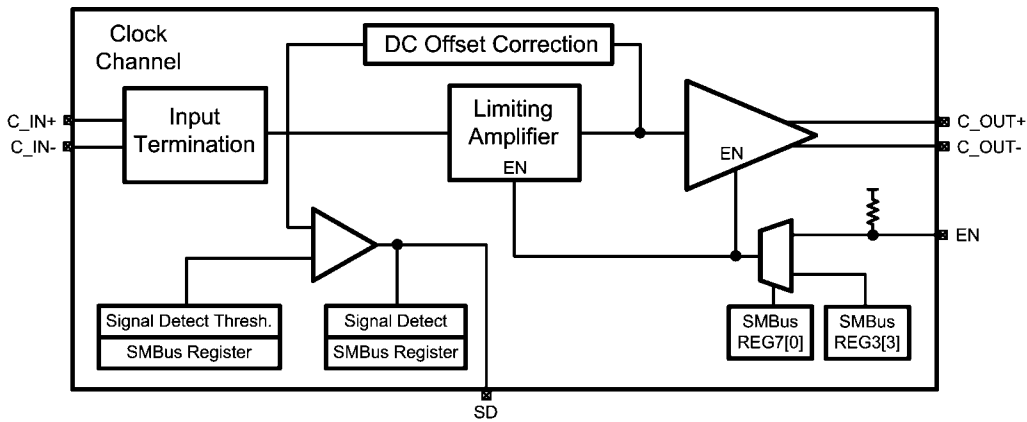 Clock
Channel
DC Offset Correction
C_IN+
C_IN-
Input
Termination
Limiting
Amplifier
EN
EN
C_OUT+
C_OUT-
EN
Signal Detect Thresh.
SMBus Register
Signal Detect
SMBus Register
SMBus
REG7[0]
SMBus
REG3[3]
SD